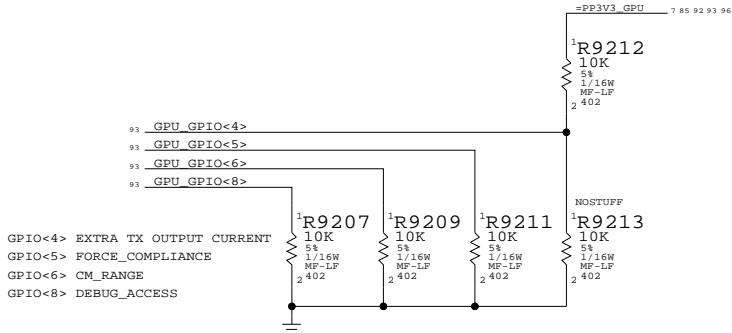 =PP3V3_GPU 7 85 92 93 96
1 R9212
10K
5%
1/16W
MF-LF
2 402
93 GPU_GPIO<4>
93 GPU_GPIO<5>
93 GPU_GPIO<6>
93 GPU_GPIO<8>
NOSTUFF
1 R9207
10K
5%
1/16W
MF-LF
2 402
1 R9209
10K
5%
1/16W
MF-LF
2 402
1 R9211
10K
5%
1/16W
MF-LF
2 402
1 R9213
10K
5%
1/16W
MF-LF
2 402
GPIO<4> EXTRA TX OUTPUT CURRENT
GPIO<5> FORCE_COMPLIANCE
GPIO<6> CM_RANGE
GPIO<8> DEBUG_ACCESS